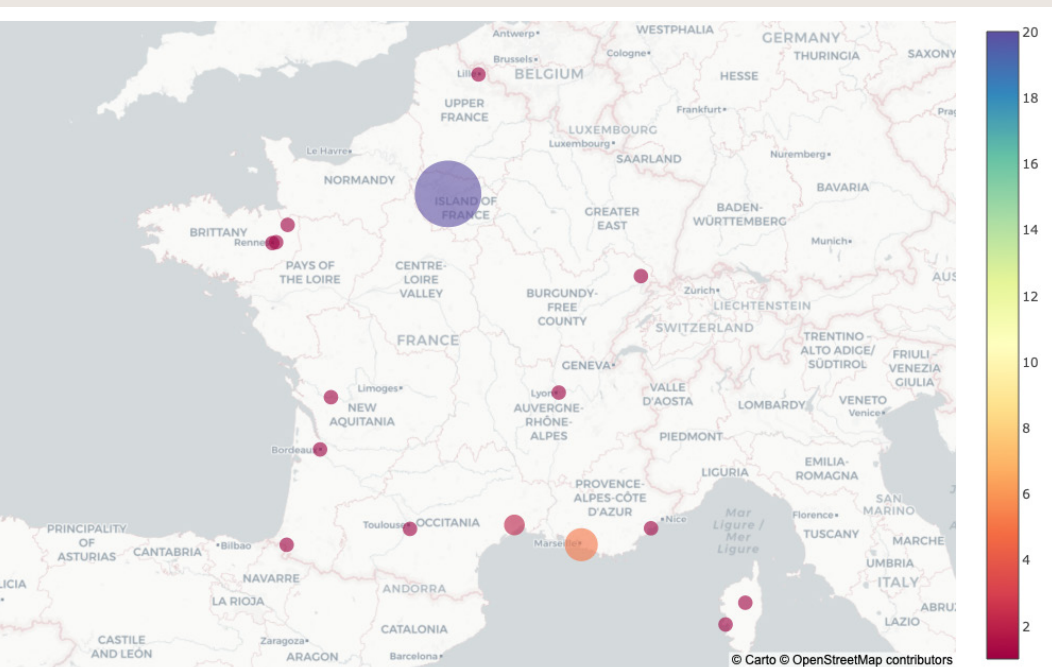 WESTPHALIA
Antwerp
GERMANY
20
Cologne
THURINGIA
SAXONY
Brussels
Lille
BELGIUM
HESSE
18
UPPER
FRANCE
Frankfurt
LUXEMBOURG
Luxembourg
Le Havre
SAARLAND
Nuremberg
16
NORMANDY
BAVARIA
ISLAND OF
FRANCE
GREATER
EAST
BADEN-
WÜRTTEMBERG
14
BRITTANY
Munich
PAYS OF
THE LOIRE
CENTRE-
LOIRE
VALLEY
BURGUNDY-
FREE
COUNTY
Zürich
LIECHTENSTEIN
12
SWITZERLAND
FRANCE
TRENTINO -
ALTO ADIGE/
SÜDTIROL
FRIULI -
VENEZIA
GIULIA
GENEVA
10
Limoges
VALLE
D'AOSTA
LOMBARDY
VENETO
Venice
Lyon
NEW
AQUITANIA
AUVERGNE-
RHÔNE-
ALPES
8
PIEDMONT
Bordeaux
EMILIA-
ROMAGNA
LIGURIA
PROVENCE-
ALPES-CÔTE
D'AZUR
6
SAN
MARINO
Mar
Ligure /
Mer
Ligure
Florence
Nice
TUSCANY
MARCHE
Toulouse
OCCITANIA
PRINCIPALITY
OF
ASTURIAS
CANTABRIA
Bilbao
4
UMBRIA
ITALY
NAVARRE
ANDORRA
LA RIOJA
LAZIO
2
CATALONIA
CASTILE
AND LEÓN
Zaragoza
ARAGON
Barcelona
© Carto © OpenStreetMap contributors